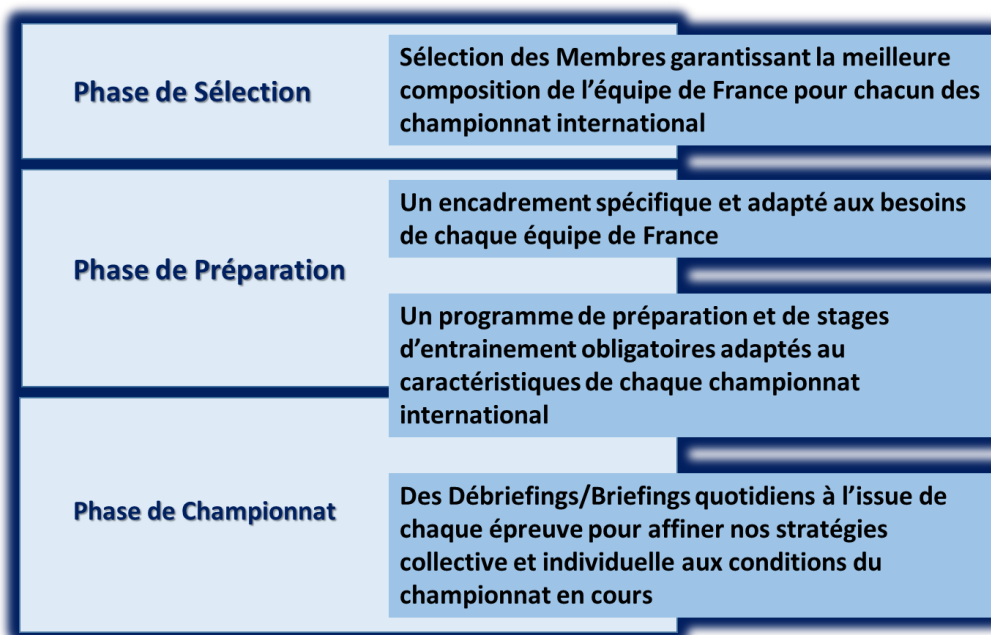 Phase de Sélection
Sélection des Membres garantissant la meilleure
composition de l'équipe de France pour chacun des
championnat international
Phase de Préparation
Un encadrement spécifique et adapté aux besoins
de chaque équipe de France
Un programme de préparation et de stages
d'entrainement obligatoires adaptés au
caractéristiques de chaque championnat
international
Phase de Championnat
Des Débriefings/Briefings quotidiens à l'issue de
chaque épreuve pour affiner nos stratégies
collective et individuelle aux conditions du
championnat en cours